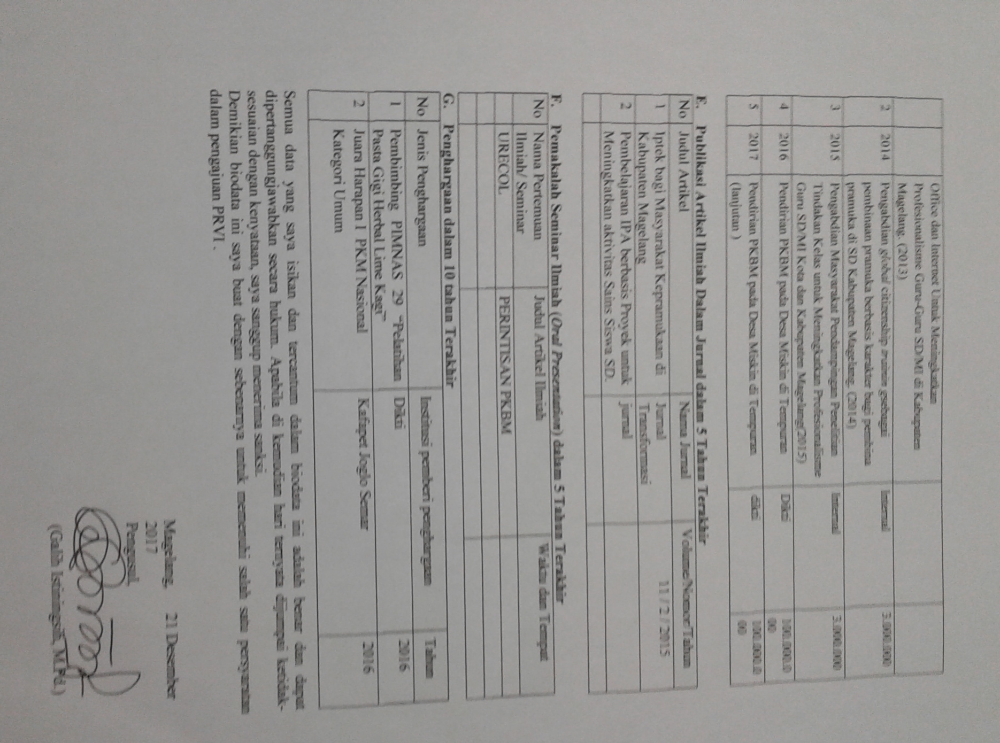 Office dan Internet Untuk Meningkatkan
Profesionalisme Guru-Guru SD/MI di Kabupaten
Magelang. (2013)
2 2014 Pengabdian global citizenship Internal 3.000.000
pembinaan pramuka berbasis karakter bagi pembina
pramuka di SD Kabupaten Magelang. (2014)
3 2015 Pengabdian Masyarakat Pendampingan Penelitian Internal 3.000.000
Tindakan Kelas untuk Meningkatkan Profesionalisme
Guru SD/MI Kota dan Kabupaten Magelang(2015)
4 2016 Pendirian PKBM pada Desa Miskin di Tempuran Dikti 100.000.0
00
5 2017 Pendirian PKBM pada Desa Miskin di Tempuran dikti 100.000.0
(lanjutan ) 00
E. Publikasi Artikel Ilmiah Dalam Jurnal dalam 5 Tahun Terakhir
No Judul Artikel Nama Jurnal Volume/Nomor/Tahun
1 Iptek bagi Masyarakat Kepramukaan di Jurnal 11 / 2 / 2015
Kabupaten Magelang Transformasi
2 Pembelajaran IPA berbasis Proyek untuk jurnal
Meningkatkan aktivitas Sains Siswa SD.
F. Pemakalah Seminar Ilmiah (Oral Presentation) dalam 5 Tahun Terakhir
No Nama Pertemuan Judul Artikel Ilmiah Waktu dan Tempat
Ilmiah/ Seminar
URECOL PERINTISAN PKBM
G. Penghargaan dalam 10 tahun Terakhir
No Jenis Penghargaan Institusi pemberi penghargaan Tahun
1 Pembimbing PIMNAS 29 “Pelatihan Dikti 2016
Pasta Gigi Herbal Lime Kagi”
2 Juara Harapan I PKM Nasional Kafapet Joglo Semar 2016
Kategori Umum
Semua data yang saya isikan dan tercantum dalam biodata ini adalah benar dan dapat
dipertanggungjawabkan secara hukum. Apabila di kemudian hari ternyata dijumpai ketidak-
sesuaian dengan kenyataan, saya sanggup menerima sanksi.
Demikian biodata ini saya buat dengan sebenarnya untuk memenuhi salah satu persyaratan
dalam pengajuan PRVI .
Magelang, 21 Desember
2017
Pengusul,
(Galih Istiningsih, M.Pd.)